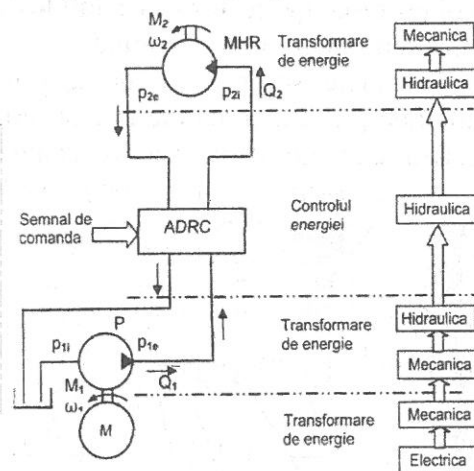 M₂
ω₂
MHR
Transformare
de energie
Mecanica
Hidraulica
p₂ₑ
p₂ᵢ
Q₂
Semnal de
comanda
ADRC
Controlul
energiei
Hidraulica
P
p₁ᵢ
p₁ₑ
Q₁
Transformare
de energie
Hidraulica
Mecanica
M₁
ω₁
M
Transformare
de energie
Mecanica
Electrica